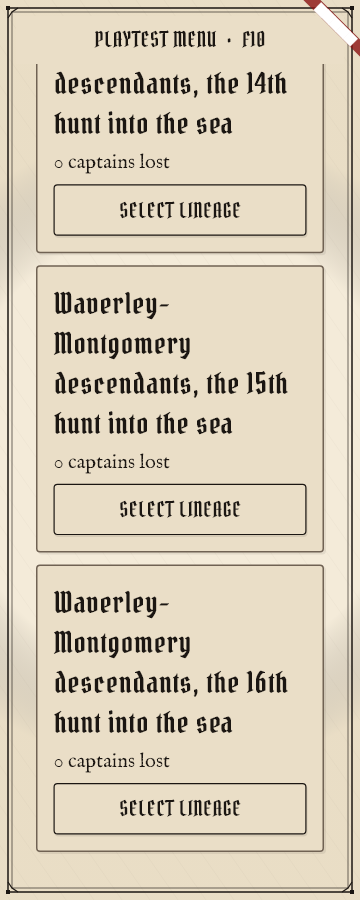 PLAYTEST MENU · F10
descendants, the 14th
hunt into the sea
0 captains lost
SELECT LINEAGE
Waverley-
Montgomery
descendants, the 15th
hunt into the sea
0 captains lost
SELECT LINEAGE
Waverley-
Montgomery
descendants, the 16th
hunt into the sea
0 captains lost
SELECT LINEAGE